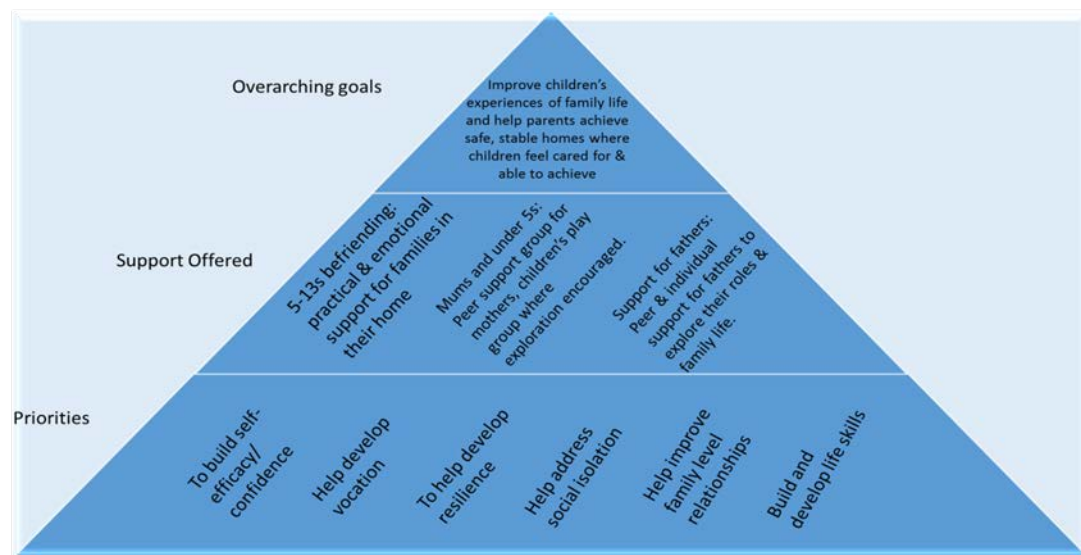 Overarching goals
Improve children's
experiences of family life
and help parents achieve
safe, stable homes where
children feel cared for &
able to achieve
Support Offered
5-13s befriending:
practical & emotional
support for families in
their home
Mums and under 5s:
Peer support group for
mothers, children's play
group where
exploration encouraged.
Support for fathers:
Peer & individual
support for fathers to
explore their roles &
family life.
Priorities
To build self-
efficacy/
confidence
Help develop
vocation
To help develop
resilience
Help address
social isolation
Help improve
family level
relationships
Build and
develop life skills